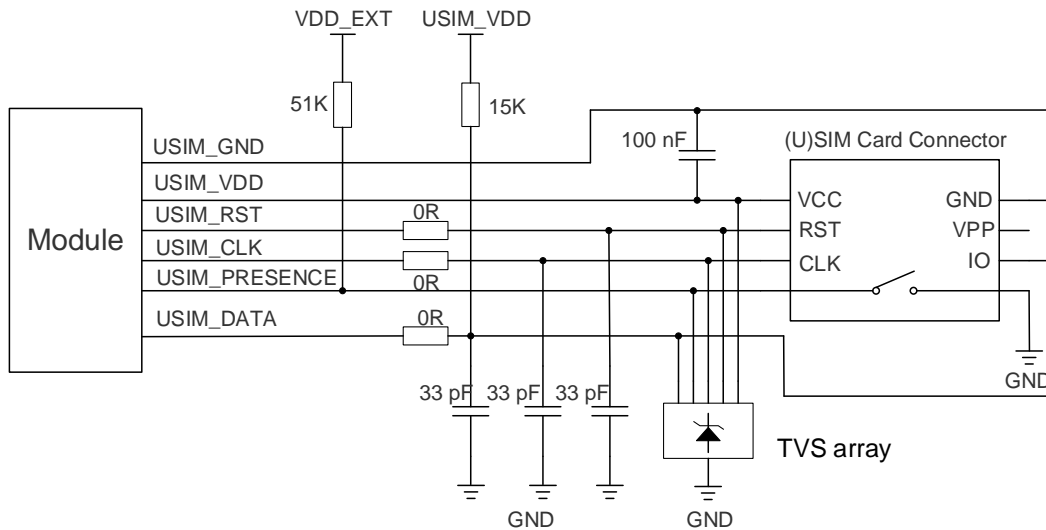 VDD_EXT
USIM_VDD
51K
15K
100 nF
(U)SIM Card Connector
Module
USIM_GND
USIM_VDD
USIM_RST
USIM_CLK
USIM_PRESENCE
USIM_DATA
0R
0R
0R
VCC
RST
CLK
GND
VPP
IO
GND
33 pF
33 pF
33 pF
TVS array
GND
GND